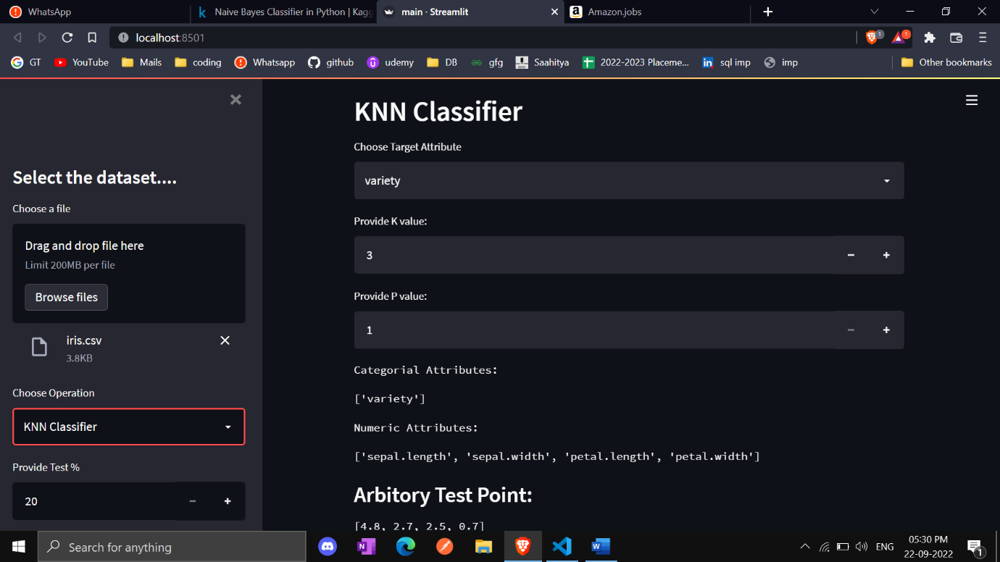 WhatsApp
Naive Bayes Classifier in Python | Kagg
main · Streamlit
Amazon.jobs
localhost:8501
1
1
GT
YouTube
Mails
coding
Whatsapp
github
udemy
DB
gfg
Saahitya
2022-2023 Placeme...
sql imp
imp
Other bookmarks
Select the dataset....
Choose a file
Drag and drop file here
Limit 200MB per file
Browse files
iris.csv
3.8KB
Choose Operation
KNN Classifier
Provide Test %
20
KNN Classifier
Choose Target Attribute
variety
Provide K value:
3
Provide P value:
1
Categorial Attributes:
['variety']
Numeric Attributes:
['sepal.length', 'sepal.width', 'petal.length', 'petal.width']
Arbitory Test Point:
[4.8, 2.7, 2.5, 0.7]
Search for anything
ENG
05:30 PM
22-09-2022
1